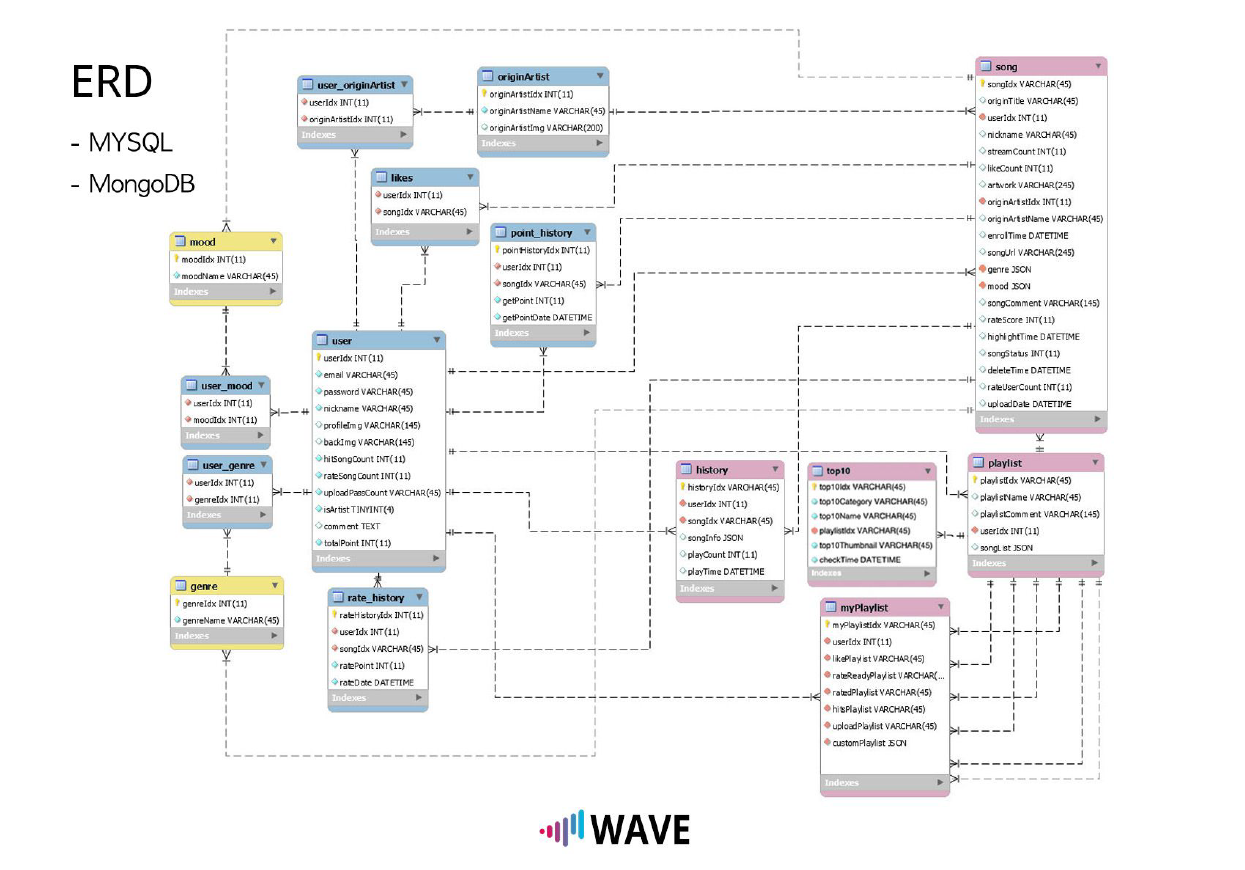 ERD
- MYSQL
- MongoDB
user_originArtist
userIdx INT(11)
originArtistIdx INT(11)
Indexes
originArtist
originArtistIdx INT(11)
originArtistName VARCHAR(45)
originArtistImg VARCHAR(200)
Indexes
likes
userIdx INT(11)
songIdx VARCHAR(45)
Indexes
point_history
pointHistoryIdx INT(11)
userIdx INT(11)
songIdx VARCHAR(45)
getPoint INT(11)
getPointDate DATETIME
Indexes
mood
moodIdx INT(11)
moodName VARCHAR(45)
Indexes
user_mood
userIdx INT(11)
moodIdx INT(11)
Indexes
user_genre
userIdx INT(11)
genreIdx INT(11)
Indexes
genre
genreIdx INT(11)
genreName VARCHAR(45)
Indexes
user
userIdx INT(11)
email VARCHAR(45)
password VARCHAR(45)
nickname VARCHAR(45)
profileImg VARCHAR(145)
backImg VARCHAR(145)
hitSongCount INT(11)
rateSongCount INT(11)
uploadPassCount VARCHAR(45)
isArtist TINYINT(4)
comment TEXT
totalPoint INT(11)
Indexes
rate_history
rateHistoryIdx INT(11)
userIdx INT(11)
songIdx VARCHAR(45)
ratePoint INT(11)
rateDate DATETIME
Indexes
song
songIdx VARCHAR(45)
originTitle VARCHAR(45)
userIdx INT(11)
nickname VARCHAR(45)
streamCount INT(11)
likeCount INT(11)
artwork VARCHAR(245)
originArtistIdx INT(11)
originArtistName VARCHAR(45)
enrollTime DATETIME
songUrl VARCHAR(245)
genre JSON
mood JSON
songComment VARCHAR(145)
rateScore INT(11)
highlightTime DATETIME
songStatus INT(11)
deleteTime DATETIME
rateUserCount INT(11)
uploadDate DATETIME
Indexes
history
historyIdx VARCHAR(45)
userIdx INT(11)
songIdx VARCHAR(45)
songInfo JSON
playCount INT(11)
playTime DATETIME
Indexes
top10
top10Idx VARCHAR(45)
top10Category VARCHAR(45)
top10Name VARCHAR(45)
playlistIdx VARCHAR(45)
top10Thumbnail VARCHAR(45)
checkTime DATETIME
Indexes
playlist
playlistIdx VARCHAR(45)
playlistName VARCHAR(45)
playlistComment VARCHAR(145)
userIdx INT(11)
songList JSON
Indexes
myPlaylist
myPlaylistIdx VARCHAR(45)
userIdx INT(11)
likePlaylist VARCHAR(45)
rateReadyPlaylist VARCHAR(...
ratedPlaylist VARCHAR(45)
hitsPlaylist VARCHAR(45)
uploadPlaylist VARCHAR(45)
customPlaylist JSON
Indexes
WAVE